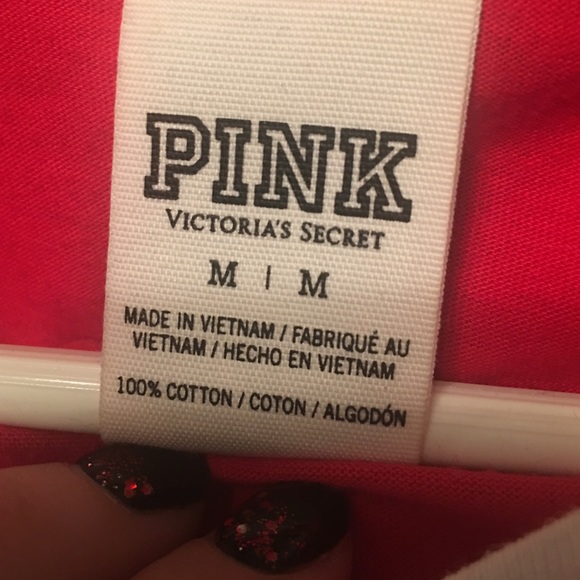 PINK
VICTORIA'S SECRET
M | M
MADE IN VIETNAM / FABRIQUÉ AU
VIETNAM / HECHO EN VIETNAM
100% COTTON / COTON / ALGODÓN